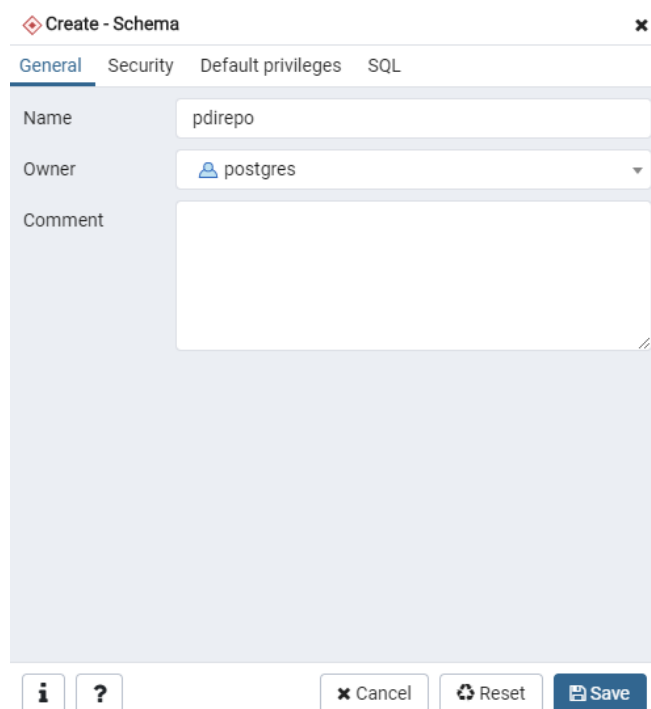 Create - Schema
General Security Default privileges SQL
Name pdirepo
Owner postgres
Comment
i ? Cancel Reset Save